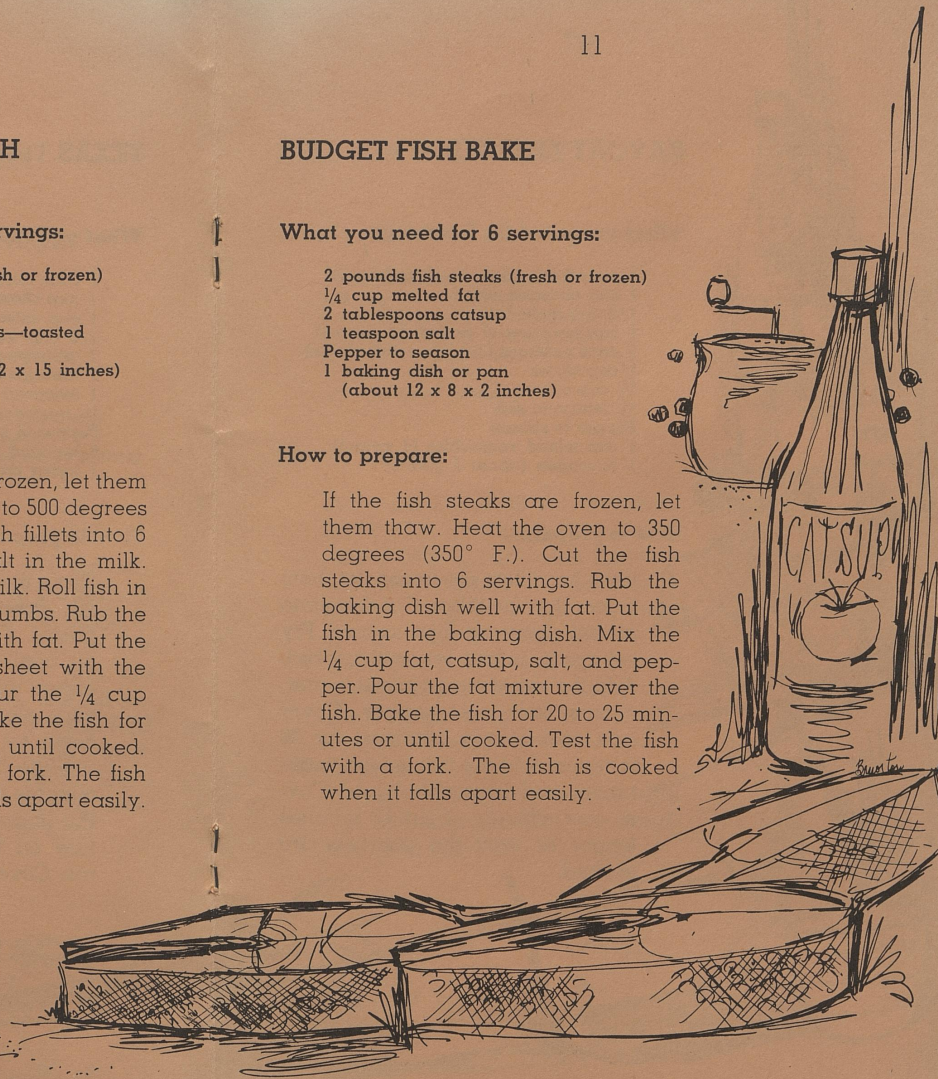 11
H
rvings:
sh or frozen)
s—toasted
2 x 15 inches)
rozen, let them
to 500 degrees
h fillets into 6
lt in the milk.
ilk. Roll fish in
umbs. Rub the
ith fat. Put the
sheet with the
ur the ¼ cup
ke the fish for
until cooked.
fork. The fish
s apart easily.
BUDGET FISH BAKE
What you need for 6 servings:
2 pounds fish steaks (fresh or frozen)
¼ cup melted fat
2 tablespoons catsup
1 teaspoon salt
Pepper to season
1 baking dish or pan
(about 12 x 8 x 2 inches)
How to prepare:
If the fish steaks are frozen, let
them thaw. Heat the oven to 350
degrees (350° F.). Cut the fish
steaks into 6 servings. Rub the
baking dish well with fat. Put the
fish in the baking dish. Mix the
¼ cup fat, catsup, salt, and pep-
per. Pour the fat mixture over the
fish. Bake the fish for 20 to 25 min-
utes or until cooked. Test the fish
with a fork. The fish is cooked
when it falls apart easily.
CATSUP